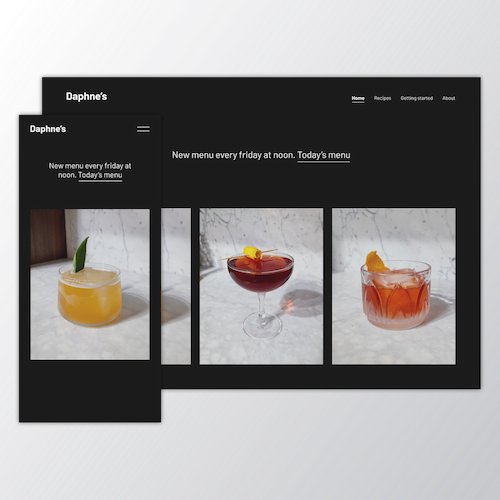 Daphne's
Home Recipes Getting started About
New menu every friday at noon. Today's menu
Daphne's
New menu every friday at
noon. Today's menu